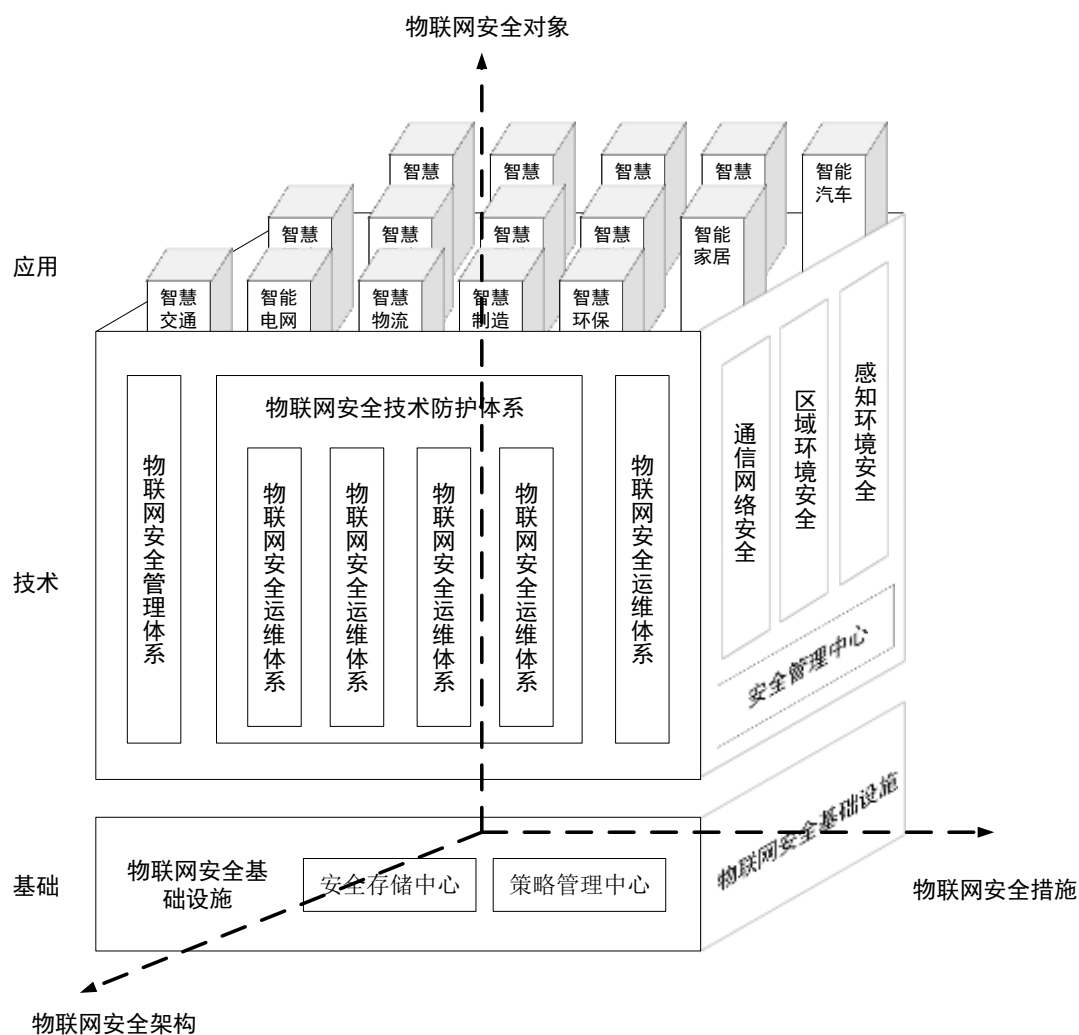 物联网安全对象
智慧
智慧
智慧
智慧
智能
汽车
智慧
智慧
智慧
智慧
智能
家居
应用
智慧
交通
智能
电网
智慧
物流
智慧
制造
智慧
环保
物联网安全技术防护体系
物联网安全管理体系
物联网安全运维体系
物联网安全运维体系
物联网安全运维体系
物联网安全运维体系
物联网安全运维体系
通信网络安全
区域环境安全
感知环境安全
技术
安全管理中心
物联网安全基础设施
基础
物联网安全基
础设施
安全存储中心
策略管理中心
物联网安全措施
物联网安全架构